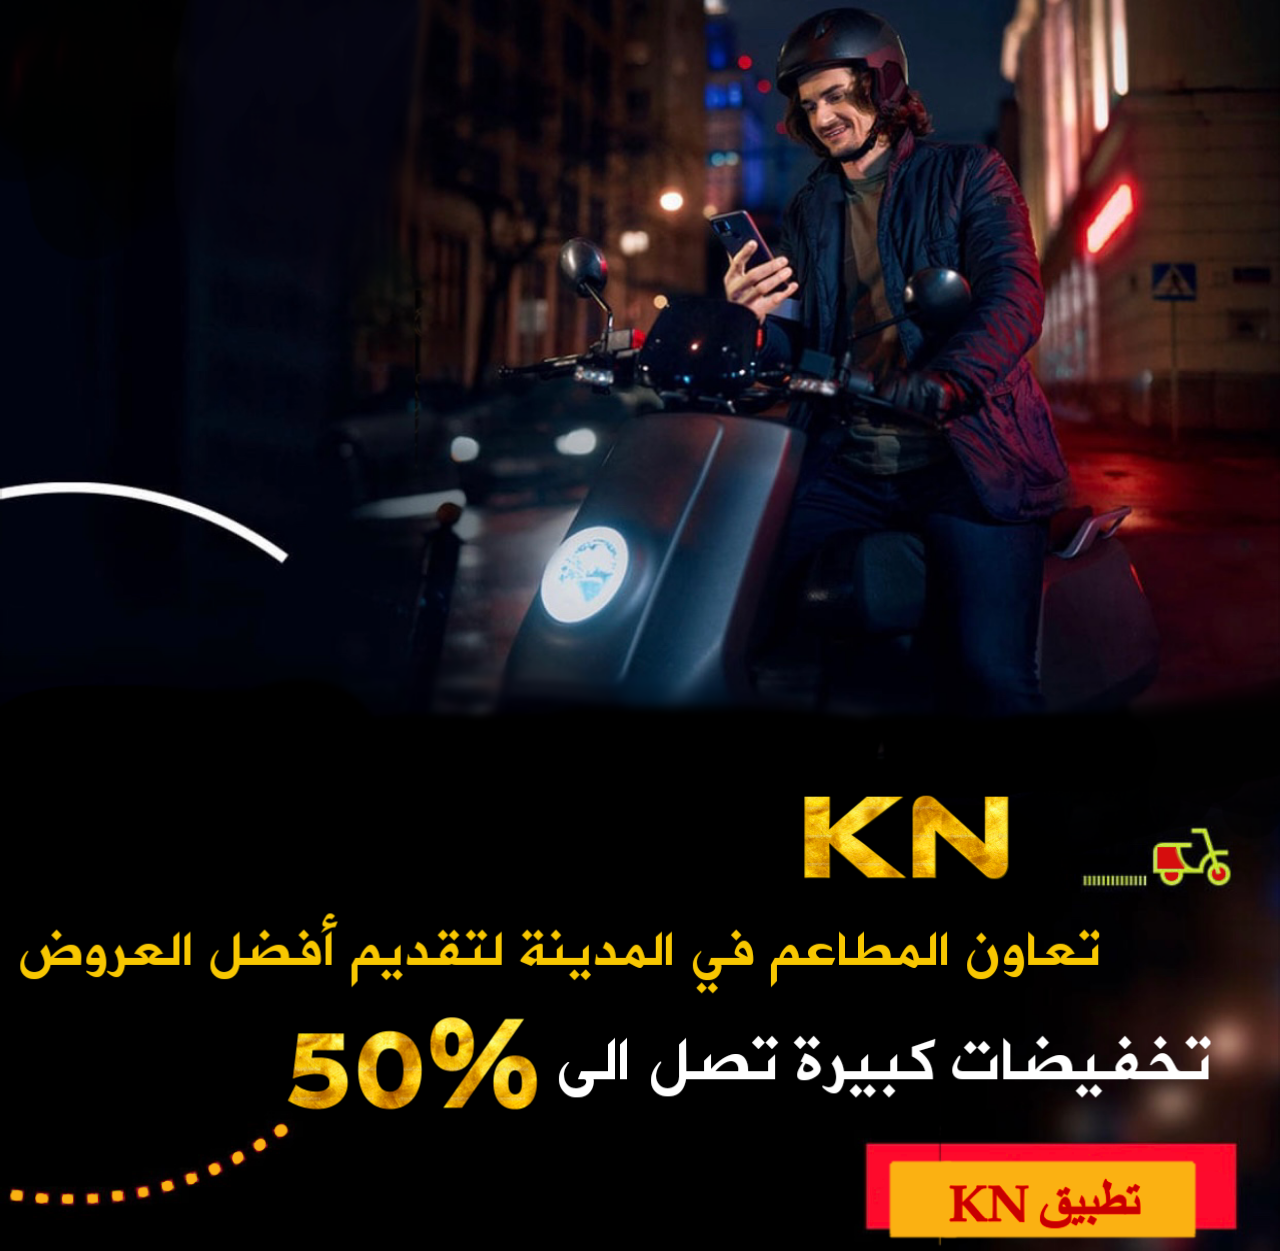 KN
تعاون المطاعم في المدينة لتقديم أفضل العروض
تخفيضات كبيرة تصل الى 50%
تطبيق KN